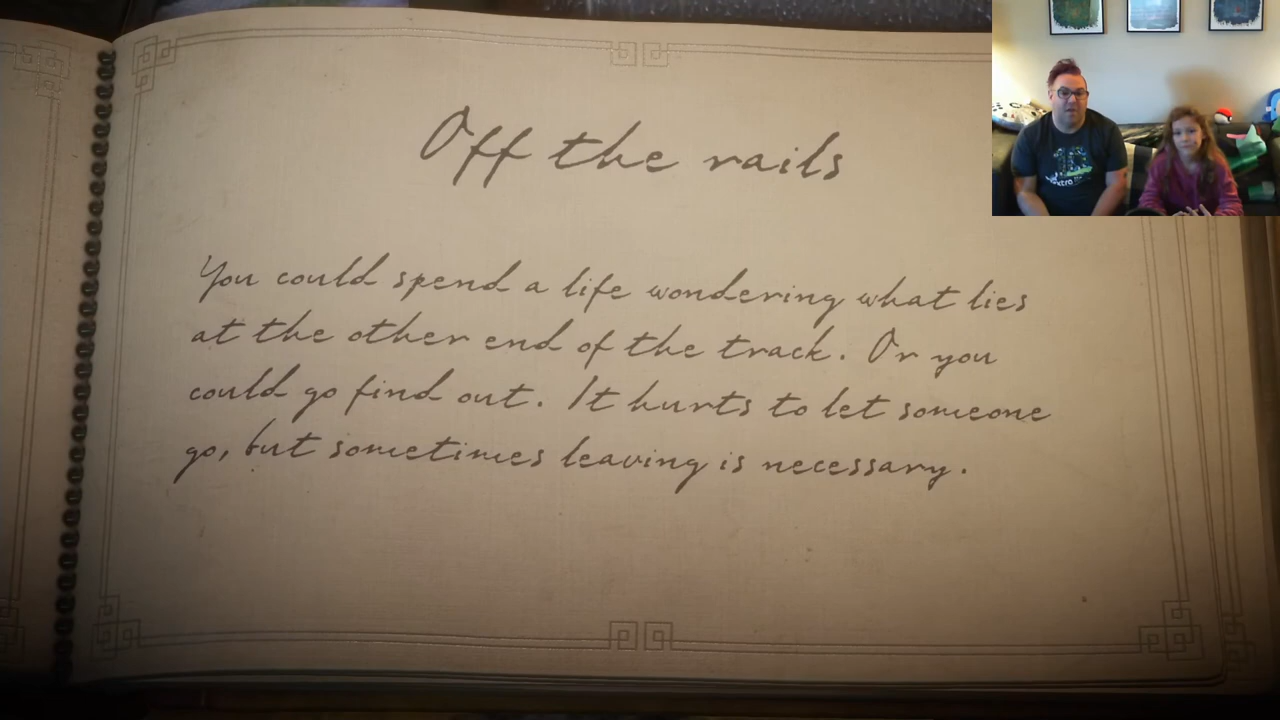 Off the rails
You could spend a life wondering what lies
at the other end of the track. Or you
could go find out. It hurts to let someone
go, but sometimes leaving is necessary.